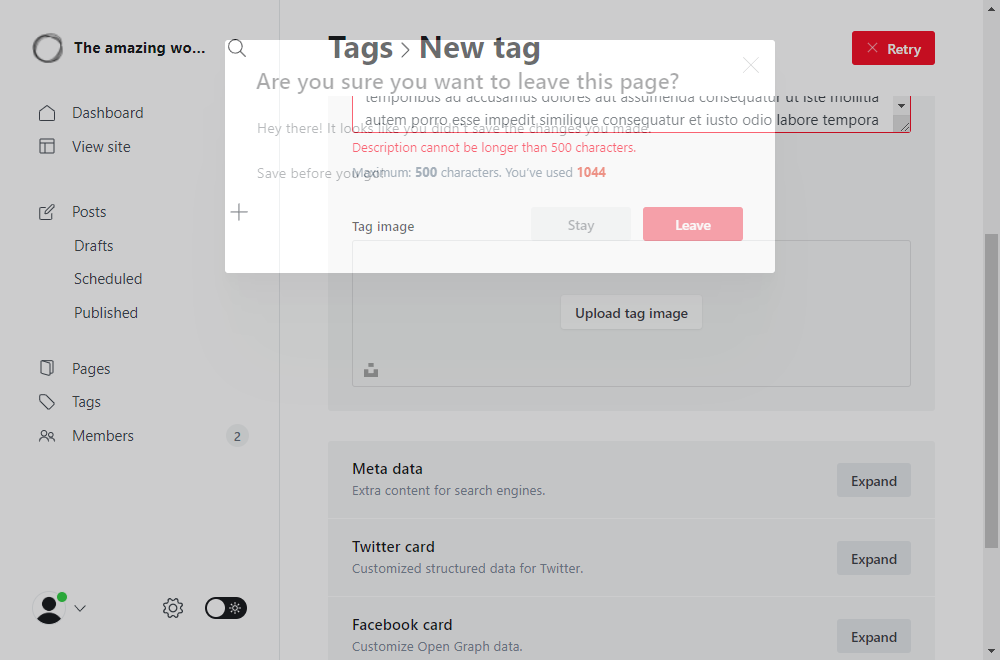 The amazing wo...
Dashboard
View site
Posts
Drafts
Scheduled
Published
Pages
Tags
Members
2
Tags > New tag
Retry
Are you sure you want to leave this page?
temporibus ad accusamus dolores aut assumenda consequatur ut iste mollitia
autem porro esse impedit similique consequatur et iusto odio labore tempora
Hey there! It looks like you didn't save the changes you made.
Description cannot be longer than 500 characters.
Save before you go!
Maximum: 500 characters. You've used 1044
Tag image
Stay
Leave
Upload tag image
Meta data
Extra content for search engines.
Expand
Twitter card
Customized structured data for Twitter.
Expand
Facebook card
Customize Open Graph data.
Expand